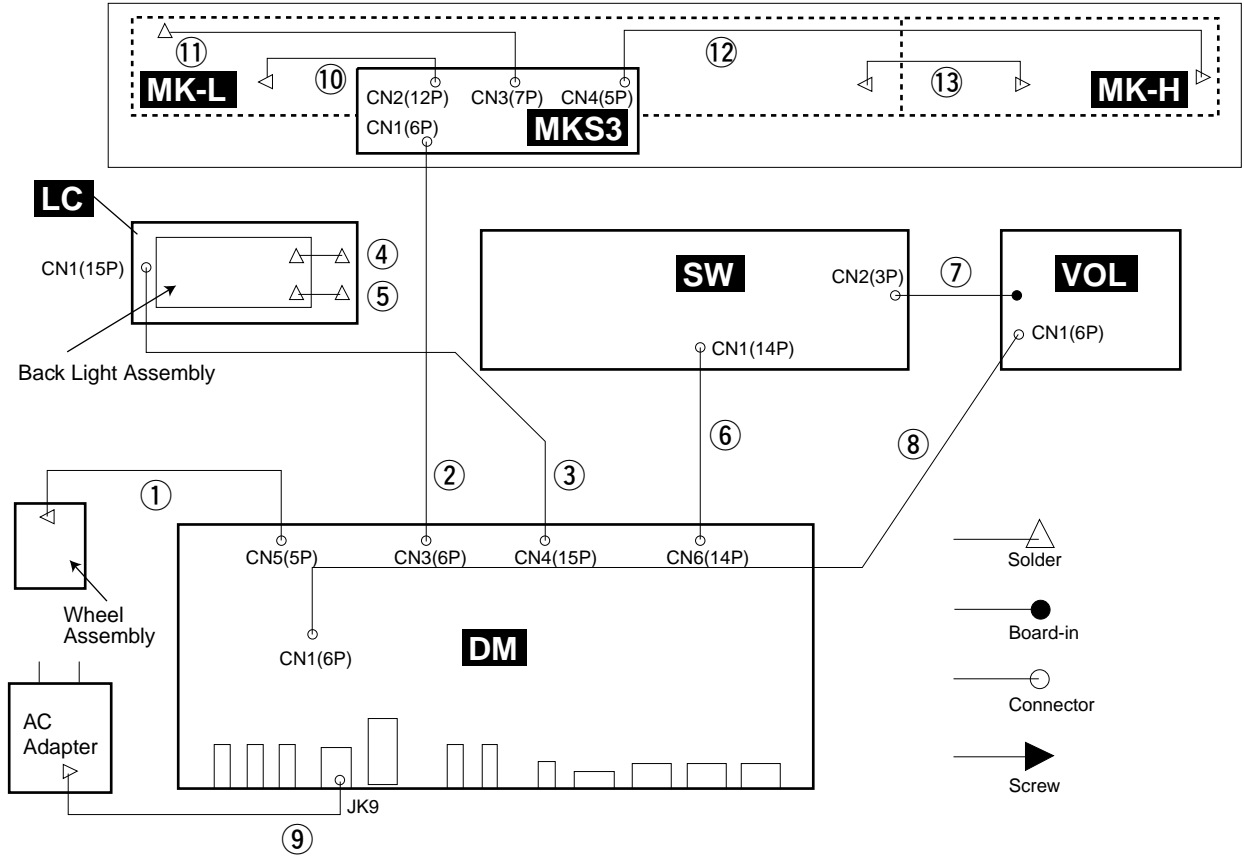 ⑪
⑫
⑩
⑬
MK-L
MK-H
CN2(12P) CN3(7P) CN4(5P)
CN1(6P)
MKS3
LC
④
CN1(15P)
⑤
Back Light Assembly
SW
CN2(3P)
⑦
VOL
CN1(14P)
CN1(6P)
⑥
⑧
①
②
③
CN5(5P)
CN3(6P)
CN4(15P)
CN6(14P)
Wheel
Assembly
CN1(6P)
DM
AC
Adapter
JK9
⑨
Solder
Board-in
Connector
Screw